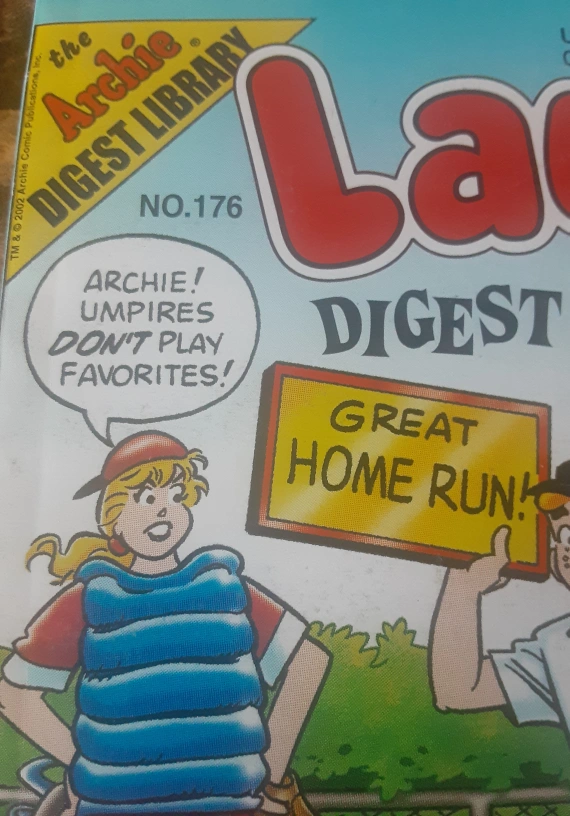 the
Archie®
DIGEST LIBRARY
TM & © 2002 Archie Comic Publications, Inc.
NO.176
La
DIGEST
ARCHIE!
UMPIRES
DON'T PLAY
FAVORITES!
GREAT
HOME RUN!